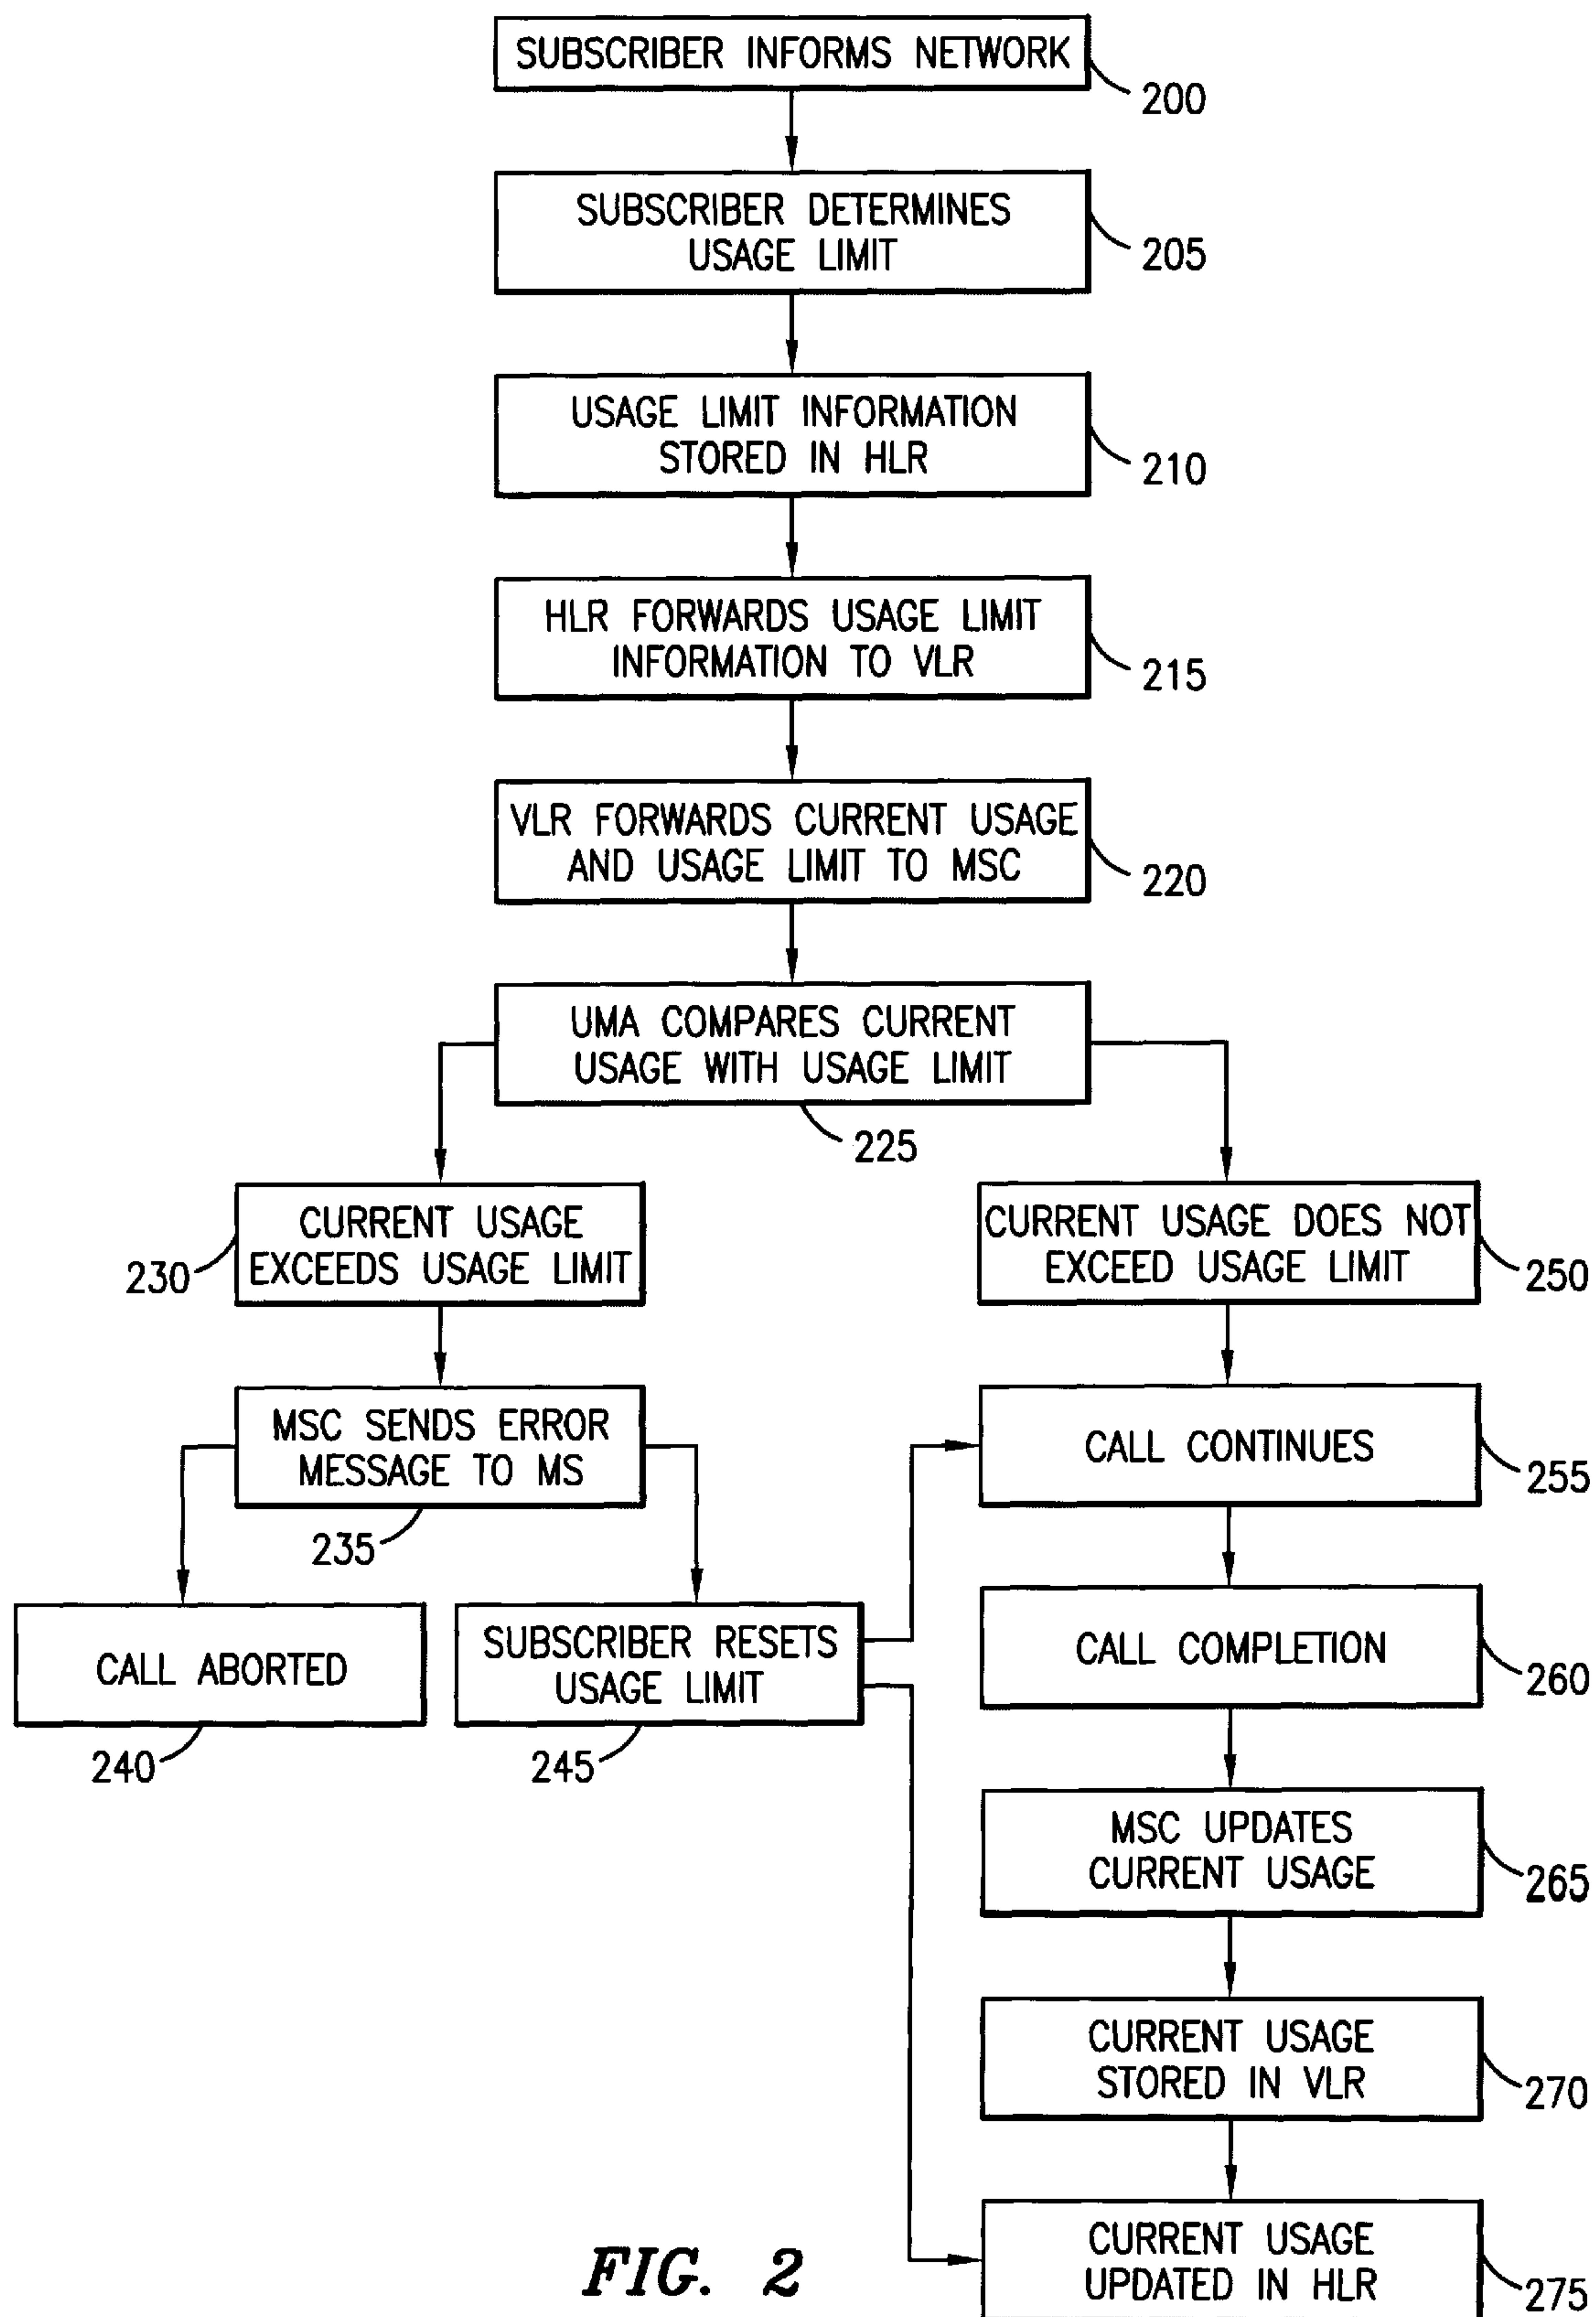 SUBSCRIBER INFORMS NETWORK
200
SUBSCRIBER DETERMINES
USAGE LIMIT
205
USAGE LIMIT INFORMATION
STORED IN HLR
210
HLR FORWARDS USAGE LIMIT
INFORMATION TO VLR
215
VLR FORWARDS CURRENT USAGE
AND USAGE LIMIT TO MSC
220
UMA COMPARES CURRENT
USAGE WITH USAGE LIMIT
225
CURRENT USAGE
EXCEEDS USAGE LIMIT
230
CURRENT USAGE DOES NOT
EXCEED USAGE LIMIT
250
MSC SENDS ERROR
MESSAGE TO MS
235
CALL CONTINUES
255
CALL ABORTED
240
SUBSCRIBER RESETS
USAGE LIMIT
245
CALL COMPLETION
260
MSC UPDATES
CURRENT USAGE
265
CURRENT USAGE
STORED IN VLR
270
CURRENT USAGE
UPDATED IN HLR
275
FIG. 2